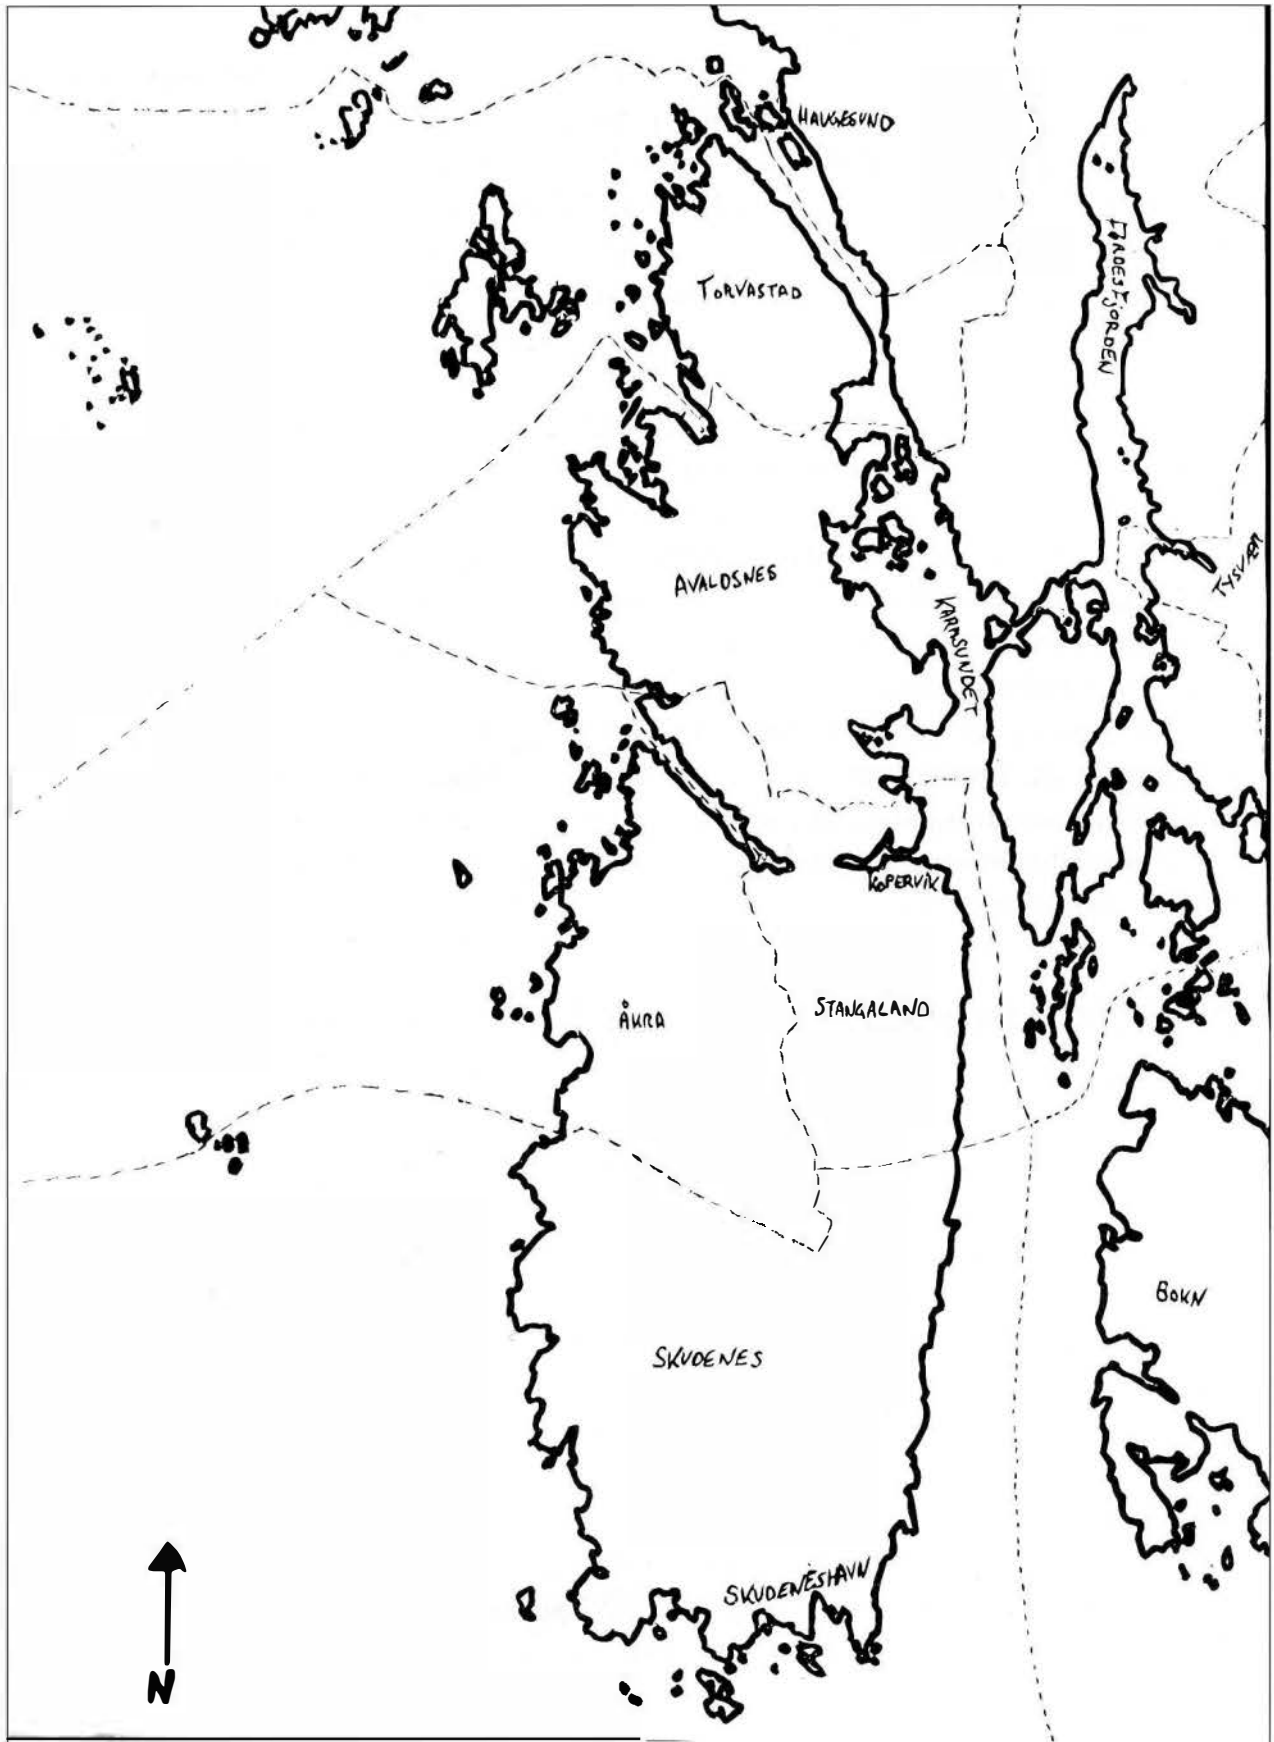 HAUGESUND
FØRDESFJORDEN
TORVASTAD
AVALDSNES
TYSVÆR
KARMSUNDET
KOPERVIK
ÅKRA
STANGALAND
BOKN
SKUDENES
SKUDENESHAVN
N